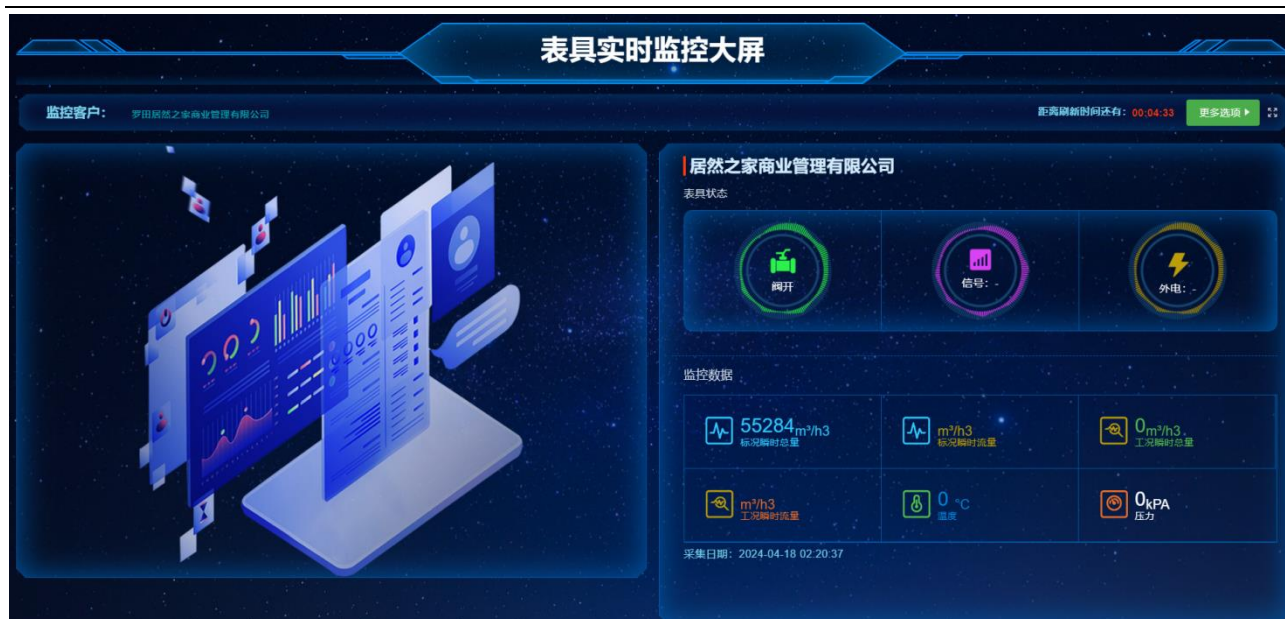 表具实时监控大屏
监控客户： 罗田居然之家商业管理有限公司
距离刷新时间还有：00:04:33 更多选项
居然之家商业管理有限公司
表具状态
阀开
信号：-
外电：-
监控数据
55284m³/h3
标况瞬时总量
m³/h3
标况瞬时流量
0m³/h3
工况瞬时总量
m³/h3
工况瞬时流量
0 °C
温度
0kPA
压力
采集日期：2024-04-18 02:20:37